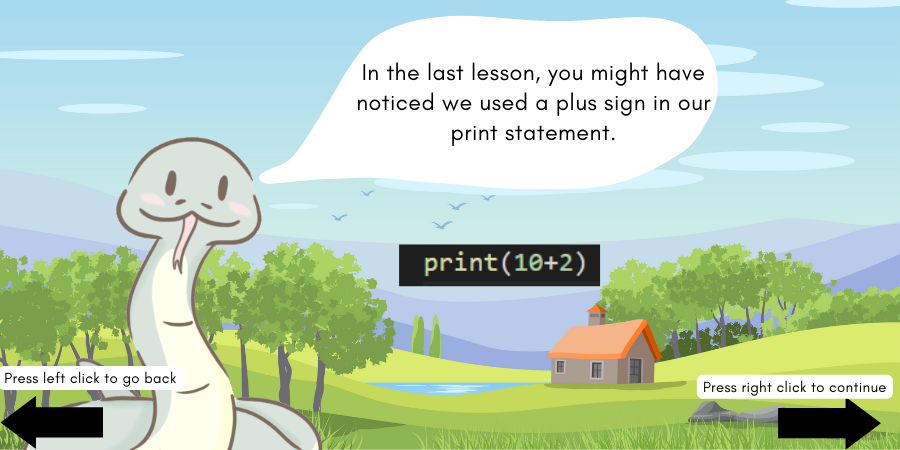 In the last lesson, you might have
noticed we used a plus sign in our
print statement.
print(10+2)
Press left click to go back
Press right click to continue